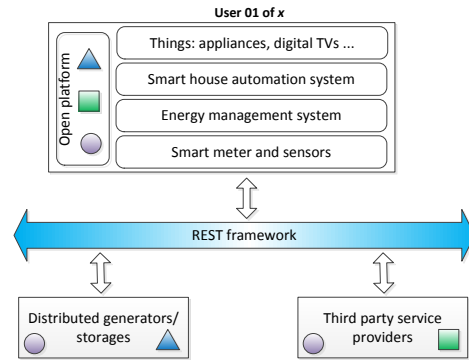 User 01 of x
Open platform
Things: appliances, digital TVs ...
Smart house automation system
Energy management system
Smart meter and sensors
REST framework
Distributed generators/
storages
Third party service
providers